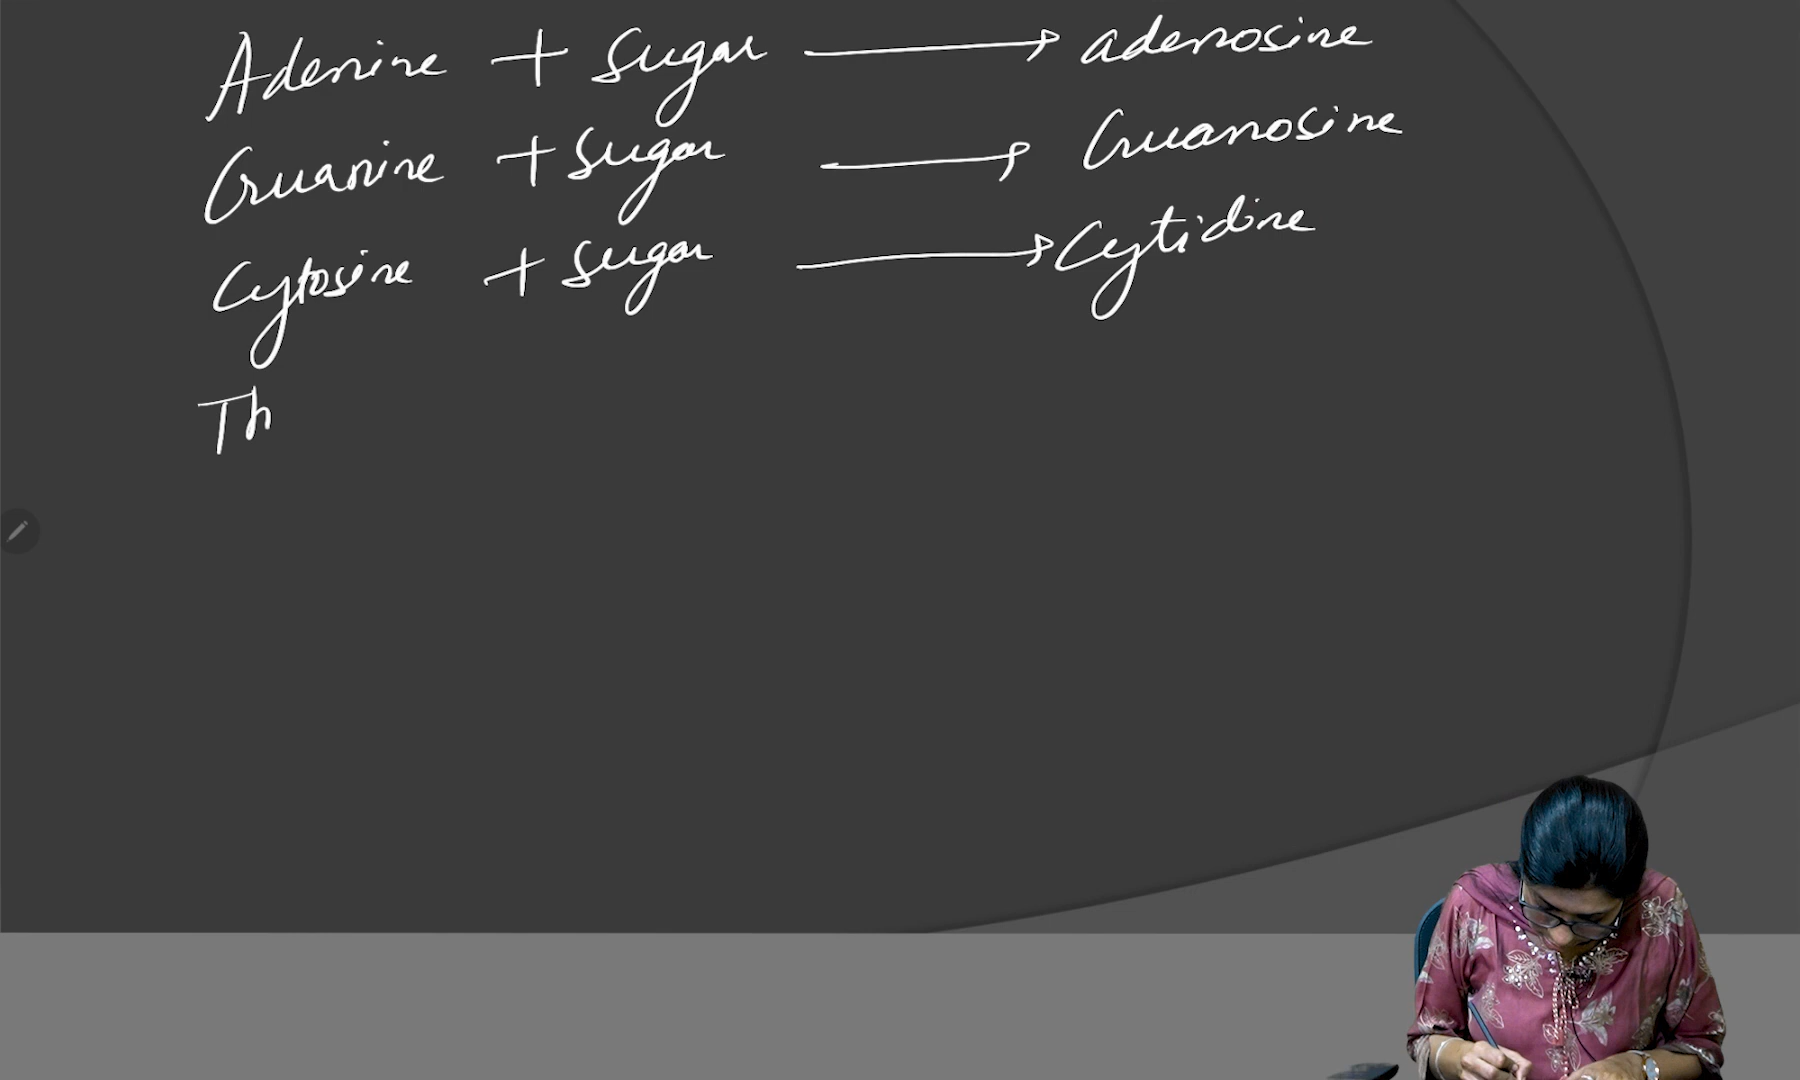 Adenine + Sugar → adenosine
Guanine + Sugar → Guanosine
Cytosine + Sugar → Cytidine
Th